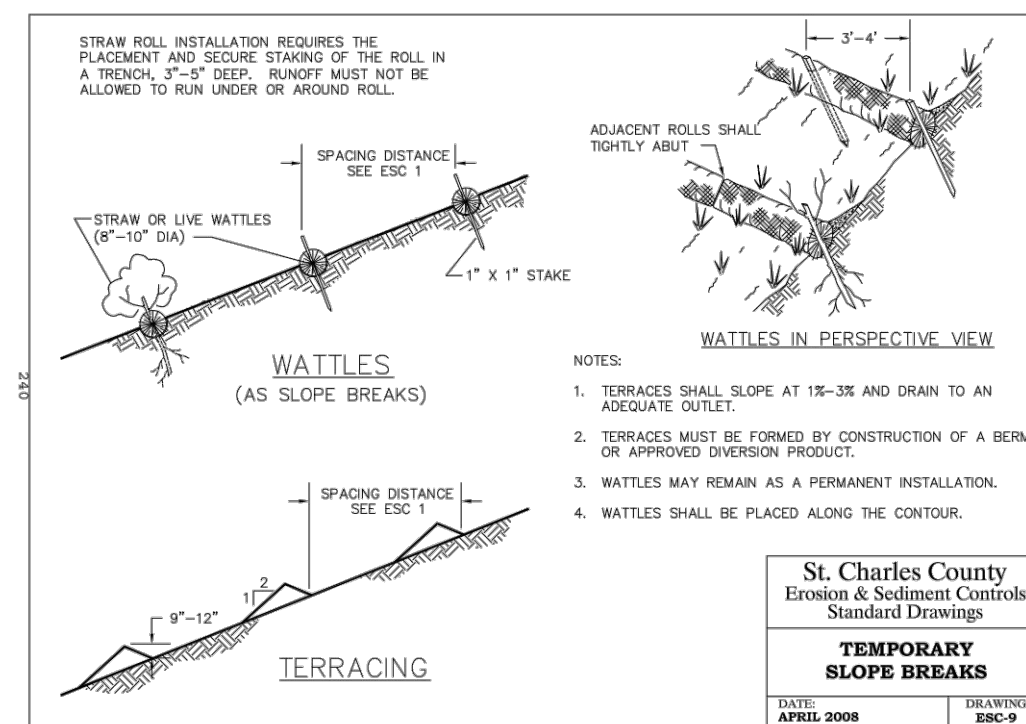 STRAW ROLL INSTALLATION REQUIRES THE
PLACEMENT AND SECURE STAKING OF THE ROLL IN
A TRENCH, 3"-5" DEEP. RUNOFF MUST NOT BE
ALLOWED TO RUN UNDER OR AROUND ROLL.
SPACING DISTANCE
SEE ESC 1
STRAW OR LIVE WATTLES
(8"-10" DIA)
1" X 1" STAKE
WATTLES
(AS SLOPE BREAKS)
3'-4'
ADJACENT ROLLS SHALL
TIGHTLY ABUT
WATTLES IN PERSPECTIVE VIEW
240
NOTES:
1. TERRACES SHALL SLOPE AT 1%-3% AND DRAIN TO AN
ADEQUATE OUTLET.
2. TERRACES MUST BE FORMED BY CONSTRUCTION OF A BERM
OR APPROVED DIVERSION PRODUCT.
3. WATTLES MAY REMAIN AS A PERMANENT INSTALLATION.
4. WATTLES SHALL BE PLACED ALONG THE CONTOUR.
SPACING DISTANCE
SEE ESC 1
2
1
9"-12"
TERRACING
St. Charles County
Erosion & Sediment Controls
Standard Drawings
TEMPORARY
SLOPE BREAKS
DATE:
APRIL 2008
DRAWING
ESC-9